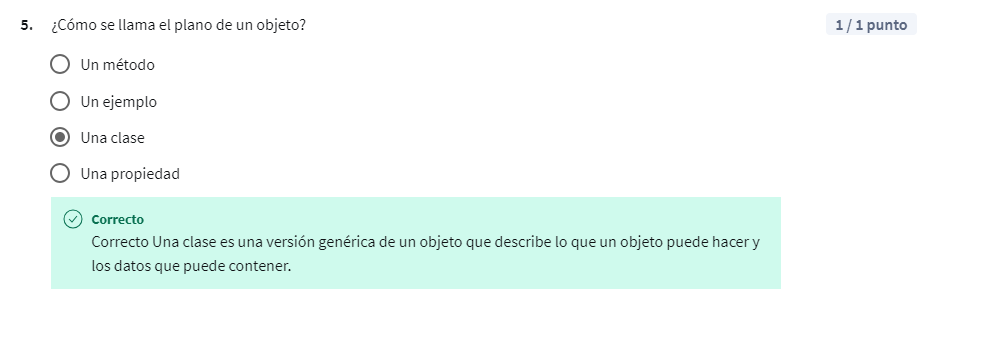 5. ¿Cómo se llama el plano de un objeto?
1 / 1 punto
Un método
Un ejemplo
Una clase
Una propiedad
Correcto
Correcto Una clase es una versión genérica de un objeto que describe lo que un objeto puede hacer y
los datos que puede contener.